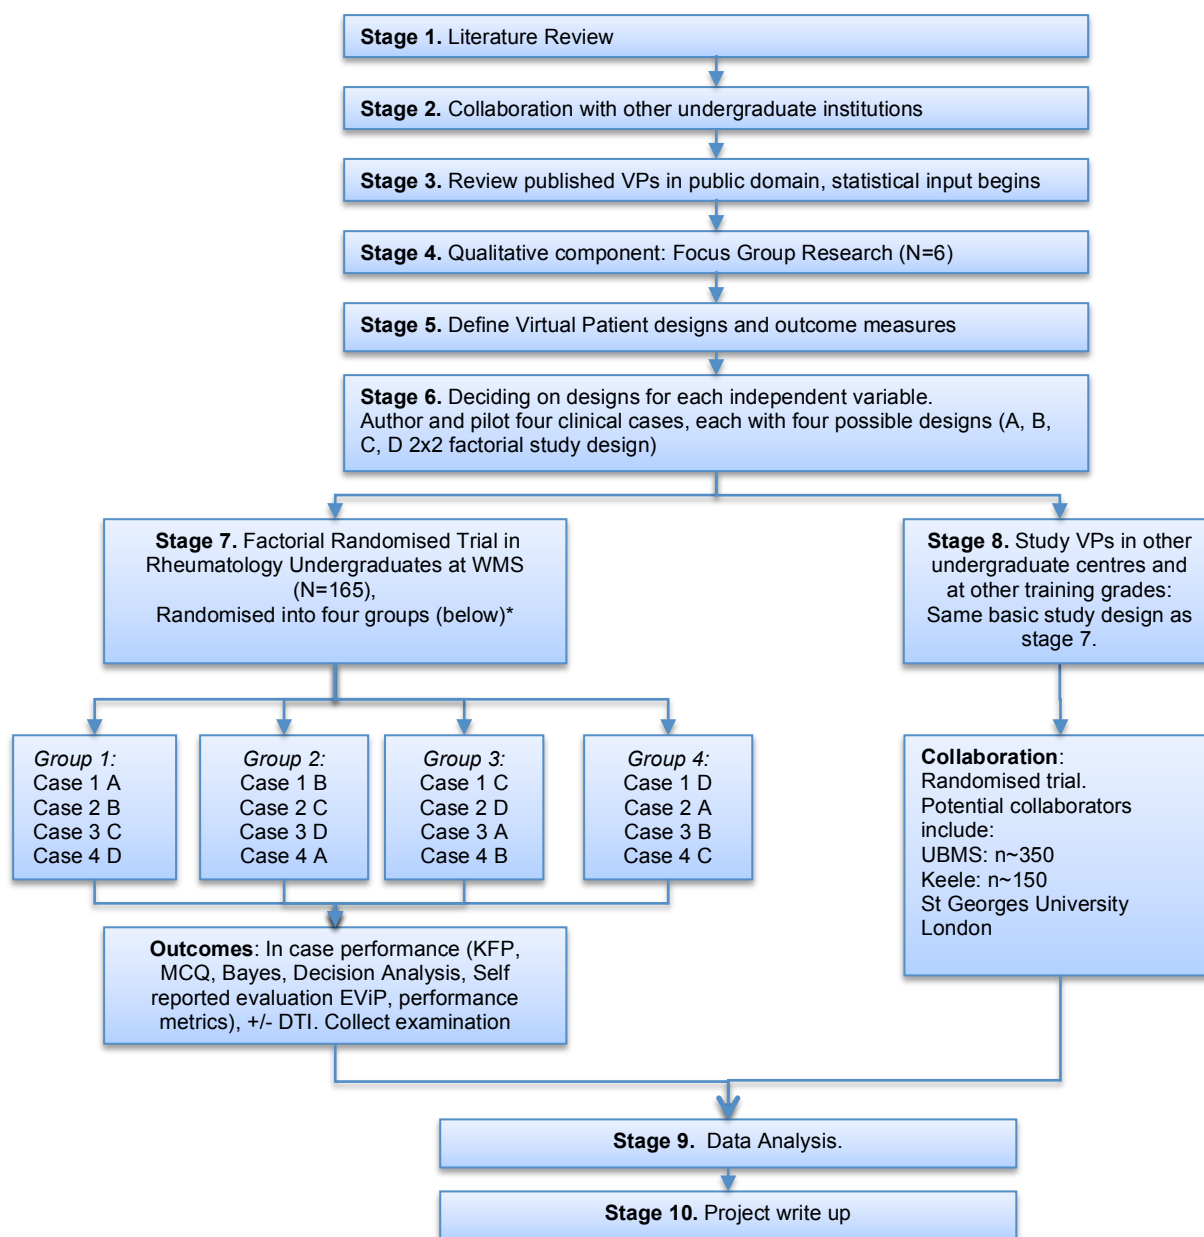 Stage 1. Literature Review
Stage 2. Collaboration with other undergraduate institutions
Stage 3. Review published VPs in public domain, statistical input begins
Stage 4. Qualitative component: Focus Group Research (N=6)
Stage 5. Define Virtual Patient designs and outcome measures
Stage 6. Deciding on designs for each independent variable.
Author and pilot four clinical cases, each with four possible designs (A, B,
C, D 2x2 factorial study design)
Stage 7. Factorial Randomised Trial in
Rheumatology Undergraduates at WMS
(N=165),
Randomised into four groups (below)*
Stage 8. Study VPs in other
undergraduate centres and
at other training grades:
Same basic study design as
stage 7.
Group 1:
Case 1 A
Case 2 B
Case 3 C
Case 4 D
Group 2:
Case 1 B
Case 2 C
Case 3 D
Case 4 A
Group 3:
Case 1 C
Case 2 D
Case 3 A
Case 4 B
Group 4:
Case 1 D
Case 2 A
Case 3 B
Case 4 C
Collaboration:
Randomised trial.
Potential collaborators
include:
UBMS: n~350
Keele: n~150
St Georges University
London
Outcomes: In case performance (KFP,
MCQ, Bayes, Decision Analysis, Self
reported evaluation EViP, performance
metrics), +/- DTI. Collect examination
Stage 9. Data Analysis.
Stage 10. Project write up